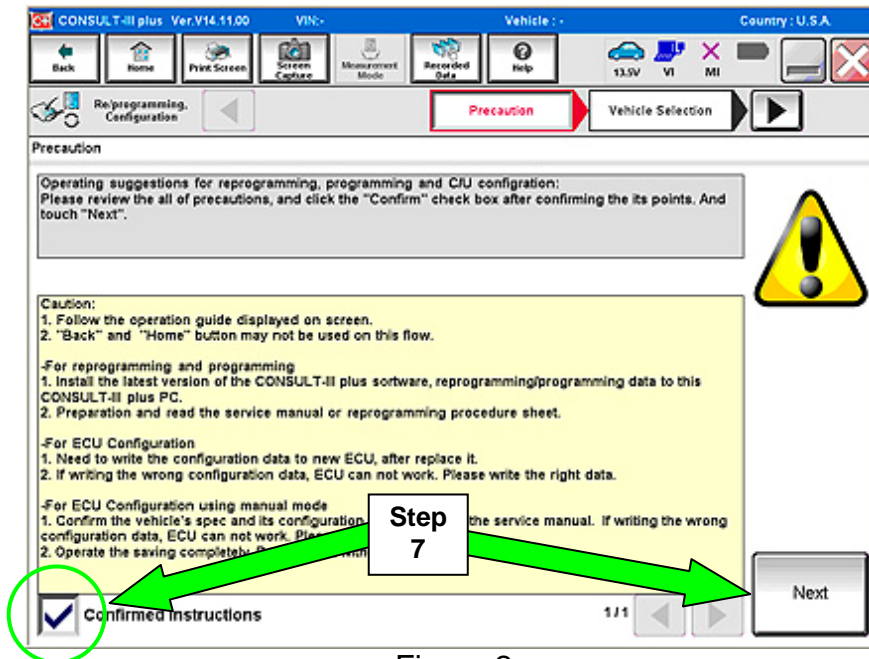 CONSULT-III plus Ver.V14.11.00 VIN:- Vehicle : - Country : U.S.A.
Back Home Print Screen Screen Capture Measurement Mode Recorded Data Help 13.5V VI MI
Re/programming, Configuration Precaution Vehicle Selection
Precaution
Operating suggestions for reprogramming, programming and C/U configration:
Please review the all of precautions, and click the "Confirm" check box after confirming the its points. And
touch "Next".
Caution:
1. Follow the operation guide displayed on screen.
2. "Back" and "Home" button may not be used on this flow.
-For reprogramming and programming
1. Install the latest version of the CONSULT-III plus sortware, reprogramming/programming data to this
CONSULT-III plus PC.
2. Preparation and read the service manual or reprogramming procedure sheet.
-For ECU Configuration
1. Need to write the configuration data to new ECU, after replace it.
2. If writing the wrong configuration data, ECU can not work. Please write the right data.
-For ECU Configuration using manual mode
1. Confirm the vehicle's spec and its configuration the service manual. If writing the wrong
configuration data, ECU can not work.
2. Operate the saving completely.
Step
7
Confirmed instructions 1/1 Next